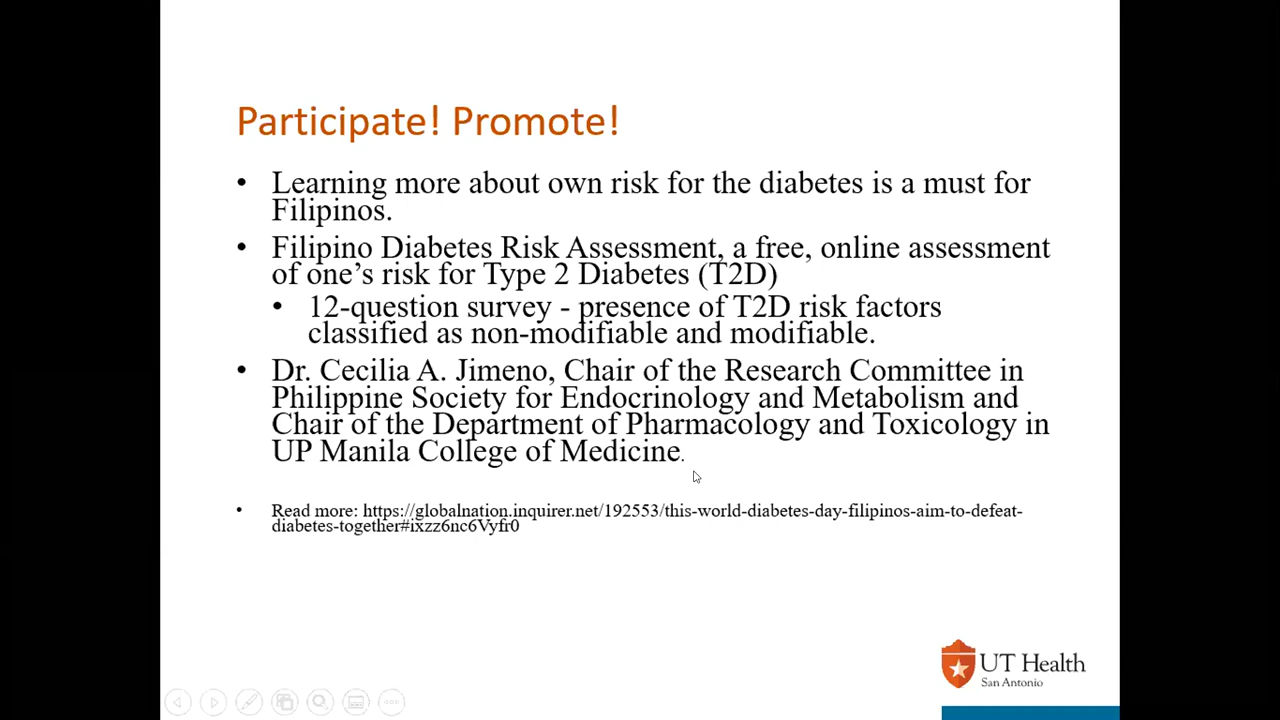 Participate! Promote!
• Learning more about own risk for the diabetes is a must for
Filipinos.
• Filipino Diabetes Risk Assessment, a free, online assessment
of one's risk for Type 2 Diabetes (T2D)
• 12-question survey - presence of T2D risk factors
classified as non-modifiable and modifiable.
• Dr. Cecilia A. Jimeno, Chair of the Research Committee in
Philippine Society for Endocrinology and Metabolism and
Chair of the Department of Pharmacology and Toxicology in
UP Manila College of Medicine.
• Read more: https://globalnation.inquirer.net/192553/this-world-diabetes-day-filipinos-aim-to-defeat-
diabetes-together#ixzz6nc6Vyfr0
UT Health
San Antonio